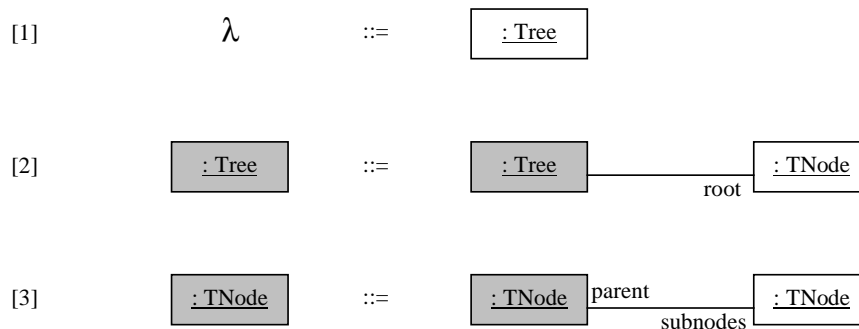 [1] λ ::= : Tree
[2] : Tree ::= : Tree root : TNode
[3] : TNode ::= : TNode parent subnodes : TNode